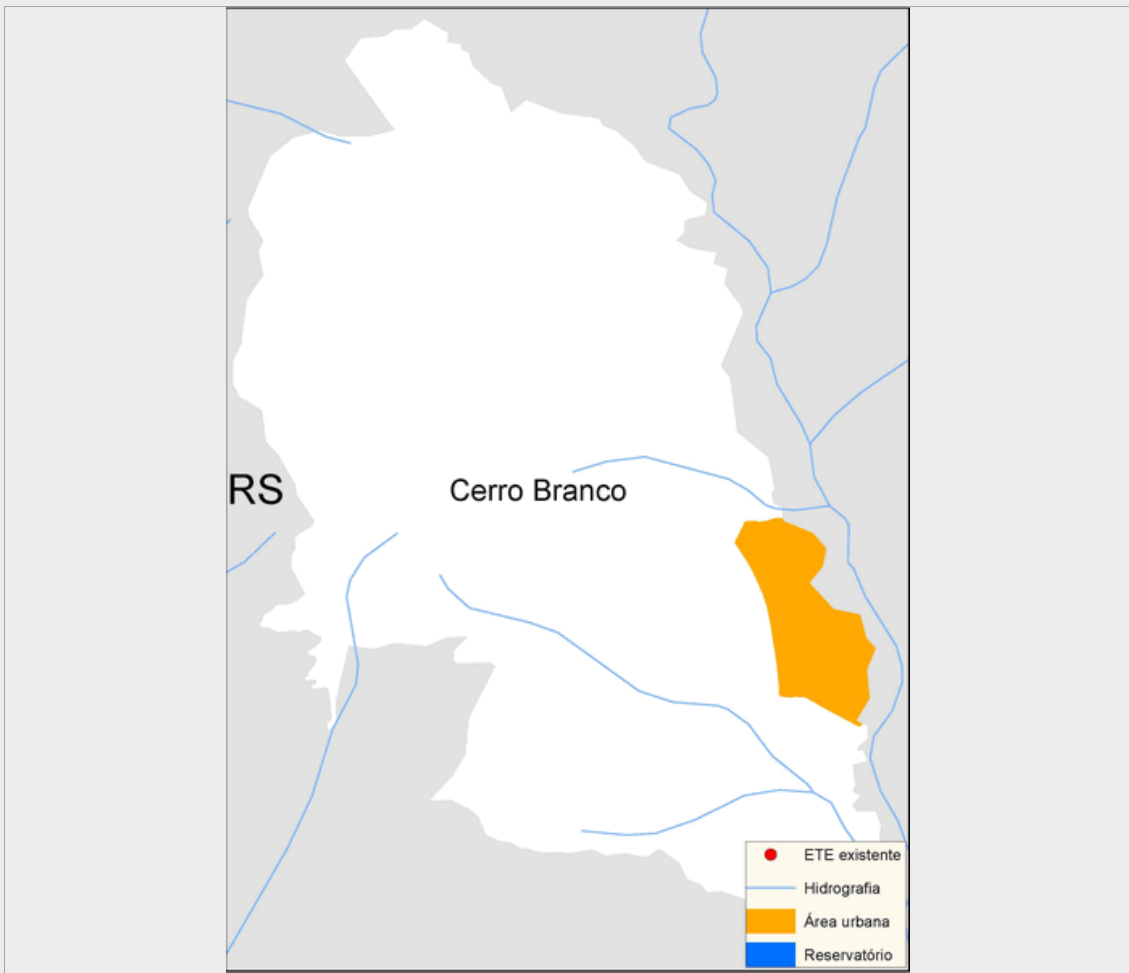 RS
Cerro Branco
ETE existente
Hidrografia
Área urbana
Reservatório